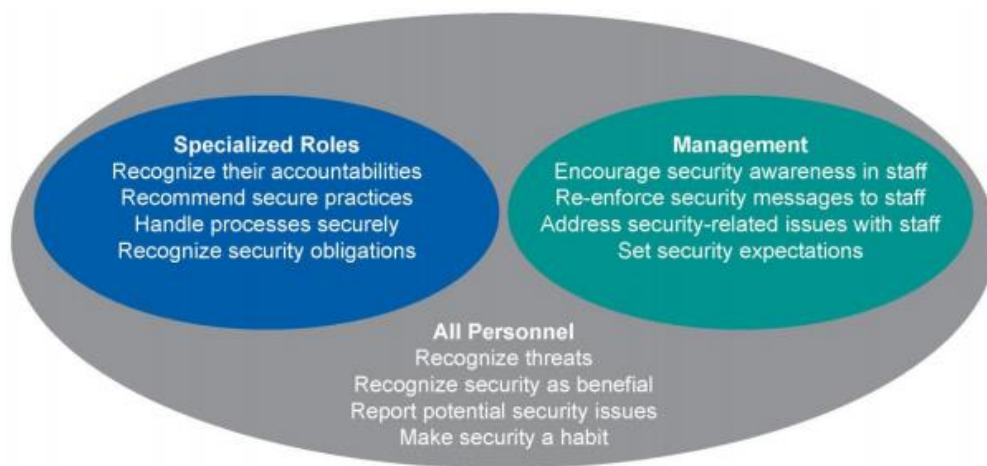 Specialized Roles
Recognize their accountabilities
Recommend secure practices
Handle processes securely
Recognize security obligations
Management
Encourage security awareness in staff
Re-enforce security messages to staff
Address security-related issues with staff
Set security expectations
All Personnel
Recognize threats
Recognize security as benefial
Report potential security issues
Make security a habit